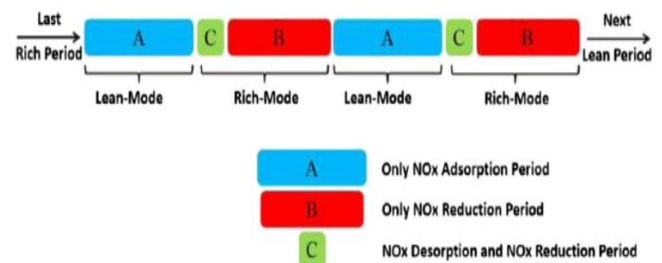 Last
Rich Period
A
C
B
A
C
B
Next
Lean Period
Lean-Mode
Rich-Mode
Lean-Mode
Rich-Mode
A
Only NOx Adsorption Period
B
Only NOx Reduction Period
C
NOx Desorption and NOx Reduction Period